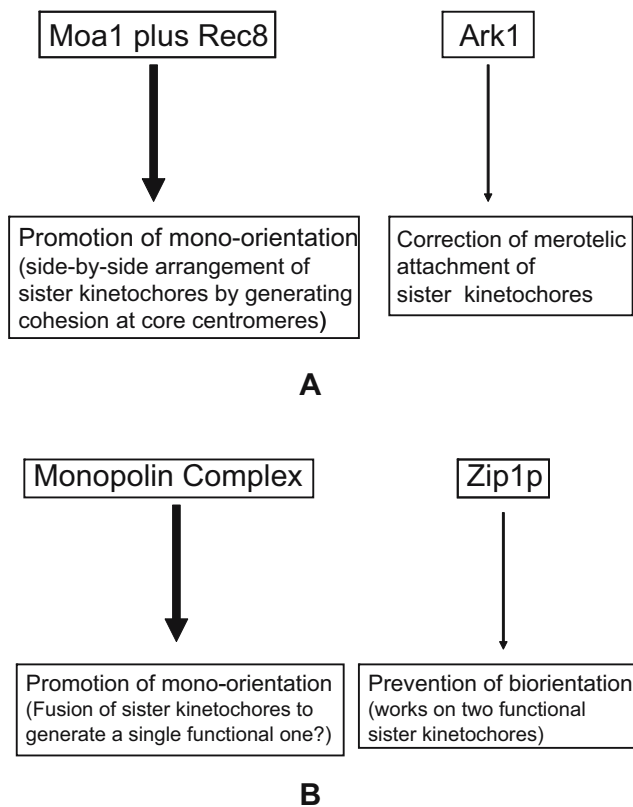 Moa1 plus Rec8
Ark1
Promotion of mono-orientation
(side-by-side arrangement of
sister kinetochores by generating
cohesion at core centromeres)
Correction of merotelic
attachment of
sister kinetochores
A
Monopolin Complex
Zip1p
Promotion of mono-orientation
(Fusion of sister kinetochores to
generate a single functional one?)
Prevention of biorientation
(works on two functional
sister kinetochores)
B